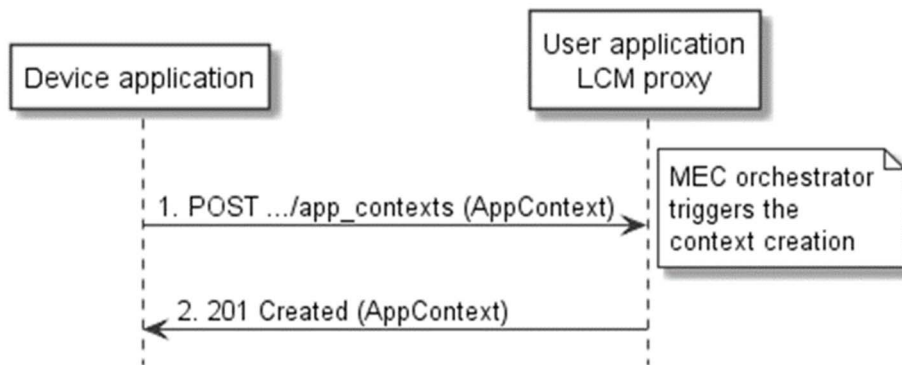 Device application
User application
LCM proxy
MEC orchestrator
triggers the
context creation
1. POST .../app_contexts (AppContext)
2. 201 Created (AppContext)